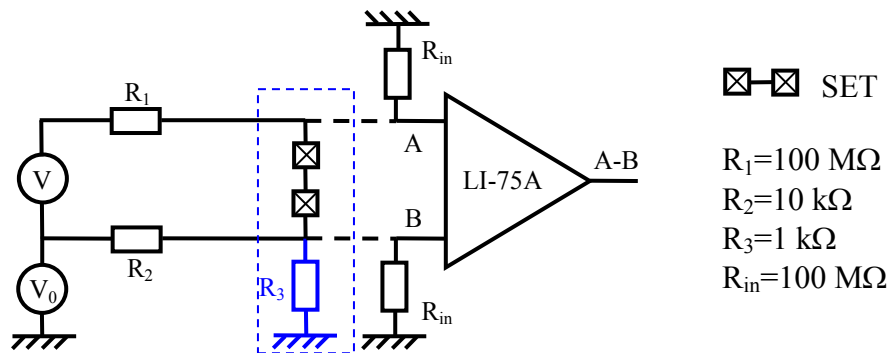 R₁
V
R₂
V₀
R₃
Rᵢₙ
A
B
Rᵢₙ
LI-75A
A-B
SET
R₁=100 MΩ
R₂=10 kΩ
R₃=1 kΩ
Rᵢₙ=100 MΩ